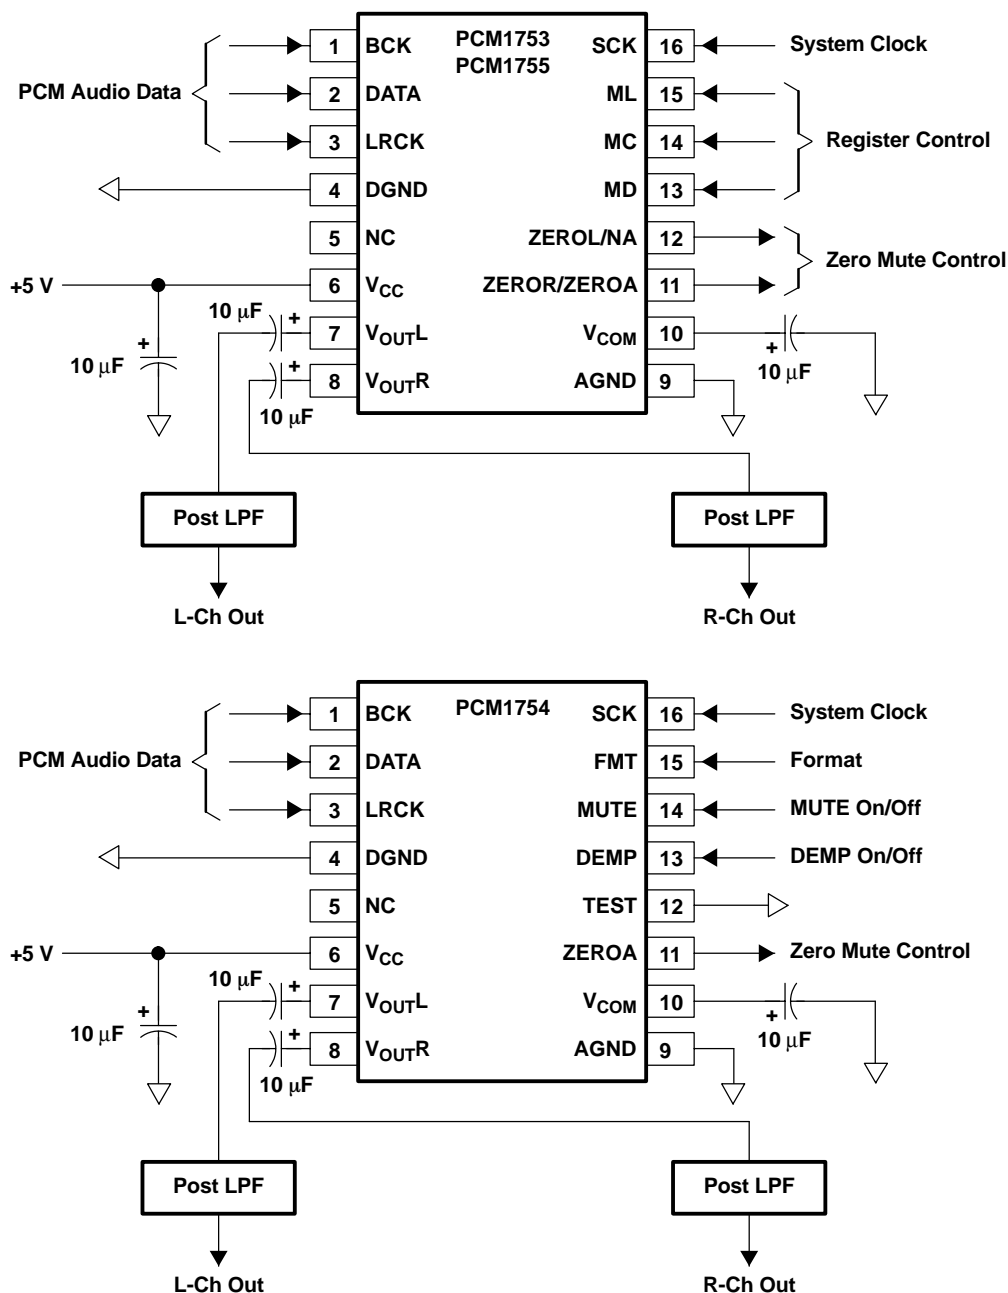 PCM1753
PCM1755
PCM Audio Data
1 BCK
2 DATA
3 LRCK
4 DGND
5 NC
+5 V
6 VCC
10 μF +
7 VOUTL
+
10 μF
8 VOUTR
+
10 μF
SCK 16 System Clock
ML 15
MC 14
MD 13
Register Control
ZEROL/NA 12
ZEROR/ZEROA 11
Zero Mute Control
VCOM 10
+
10 μF
AGND 9
Post LPF
Post LPF
L-Ch Out
R-Ch Out
PCM1754
PCM Audio Data
1 BCK
2 DATA
3 LRCK
4 DGND
5 NC
+5 V
6 VCC
10 μF +
7 VOUTL
+
10 μF
8 VOUTR
+
10 μF
SCK 16 System Clock
FMT 15 Format
MUTE 14 MUTE On/Off
DEMP 13 DEMP On/Off
TEST 12
ZEROA 11 Zero Mute Control
VCOM 10
+
10 μF
AGND 9
Post LPF
Post LPF
L-Ch Out
R-Ch Out